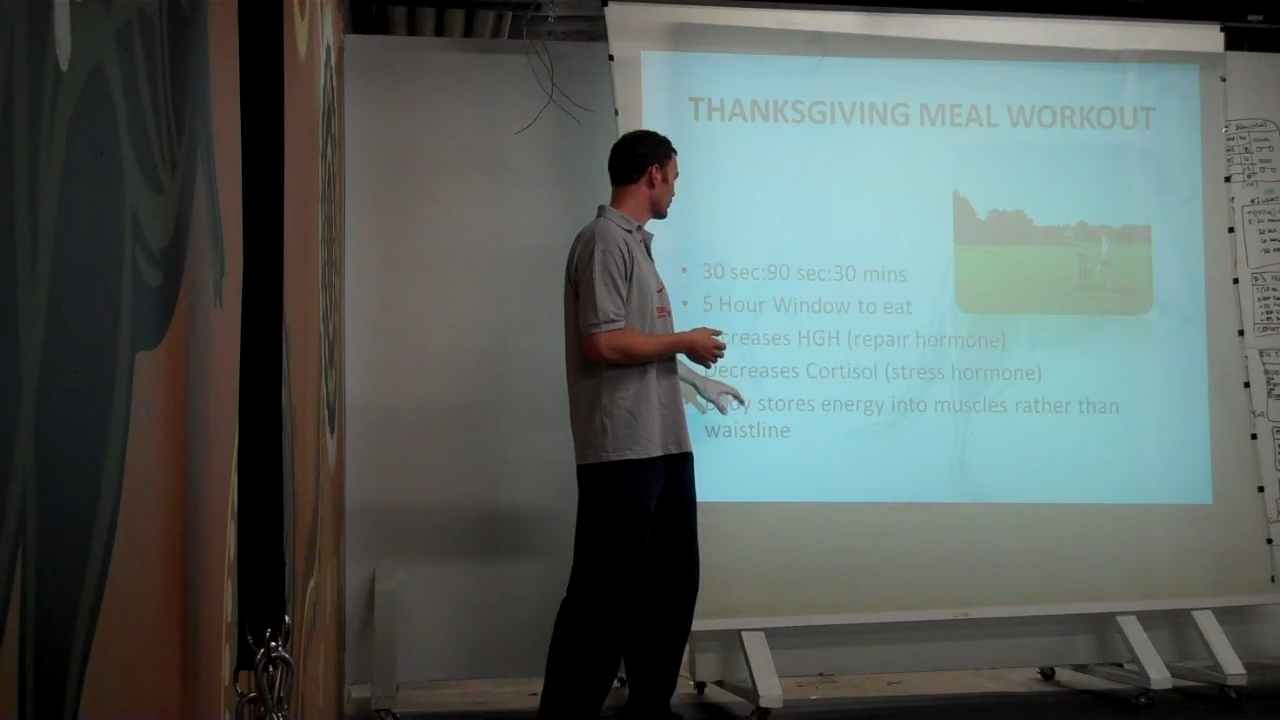 THANKSGIVING MEAL WORKOUT
• 30 sec:90 sec:30 mins
• 5 Hour Window to eat
creases HGH (repair hormone)
Decreases Cortisol (stress hormone)
Body stores energy into muscles rather than
waistline